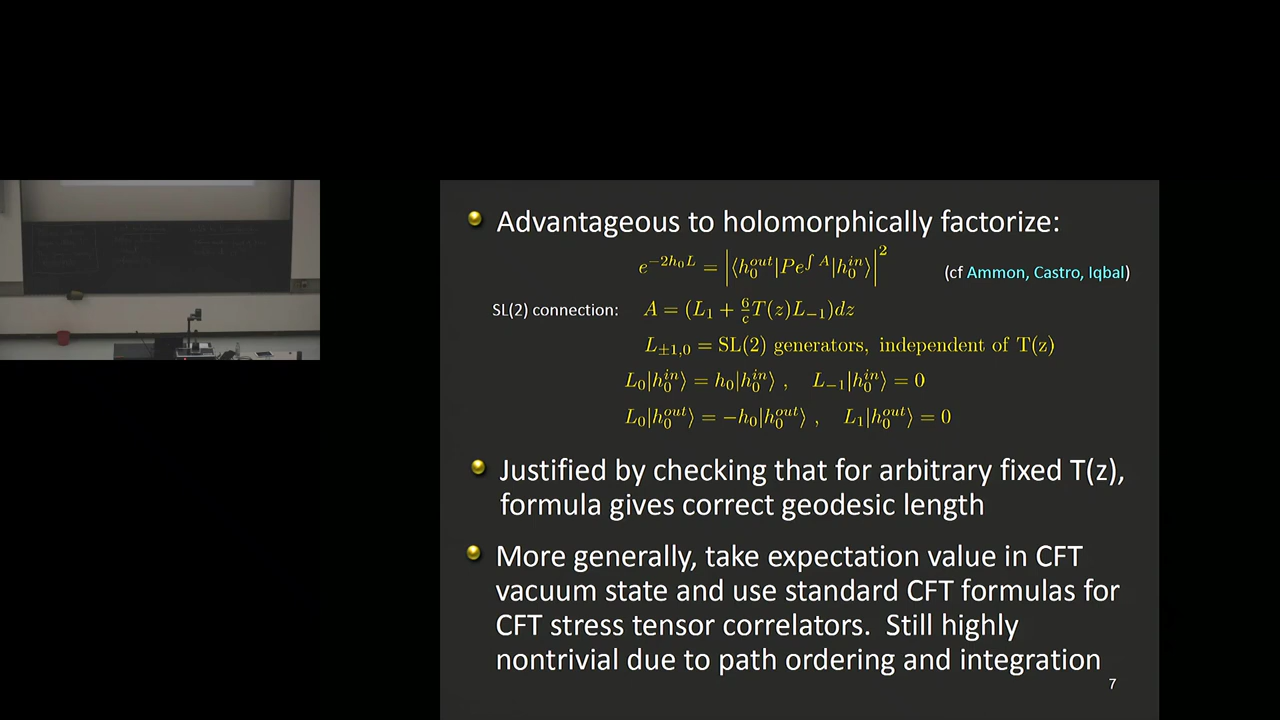 Advantageous to holomorphically factorize:
e^{-2h_0L} = |⟨h_0^{out}|Pe^{∫A}|h_0^{in}⟩|^2 (cf Ammon, Castro, Iqbal)
SL(2) connection: A = (L_1 + \frac{6}{c}T(z)L_{-1})dz
L_{±1,0} = SL(2) generators, independent of T(z)
L_0|h_0^{in}⟩ = h_0|h_0^{in}⟩ , L_{-1}|h_0^{in}⟩ = 0
L_0|h_0^{out}⟩ = -h_0|h_0^{out}⟩ , L_1|h_0^{out}⟩ = 0
Justified by checking that for arbitrary fixed T(z),
formula gives correct geodesic length
More generally, take expectation value in CFT
vacuum state and use standard CFT formulas for
CFT stress tensor correlators. Still highly
nontrivial due to path ordering and integration
7